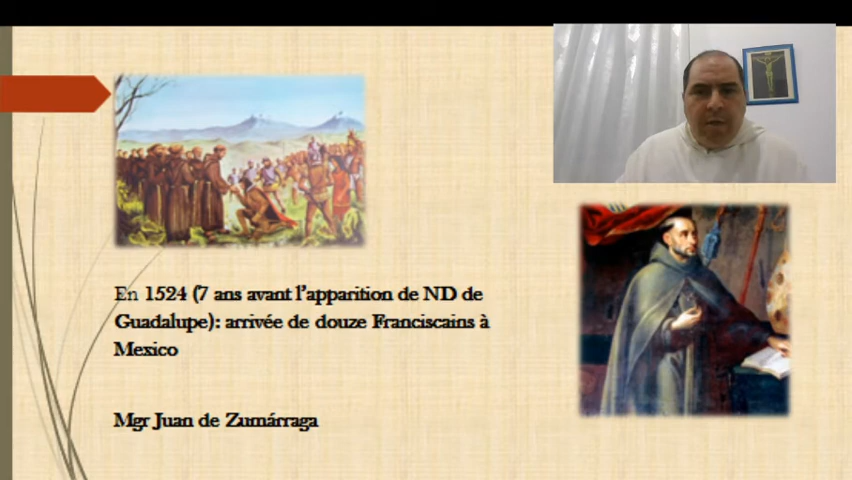 En 1524 (7 ans avant l'apparition de ND de
Guadalupe): arrivée de douze Franciscains à
Mexico
Mgr Juan de Zumárraga